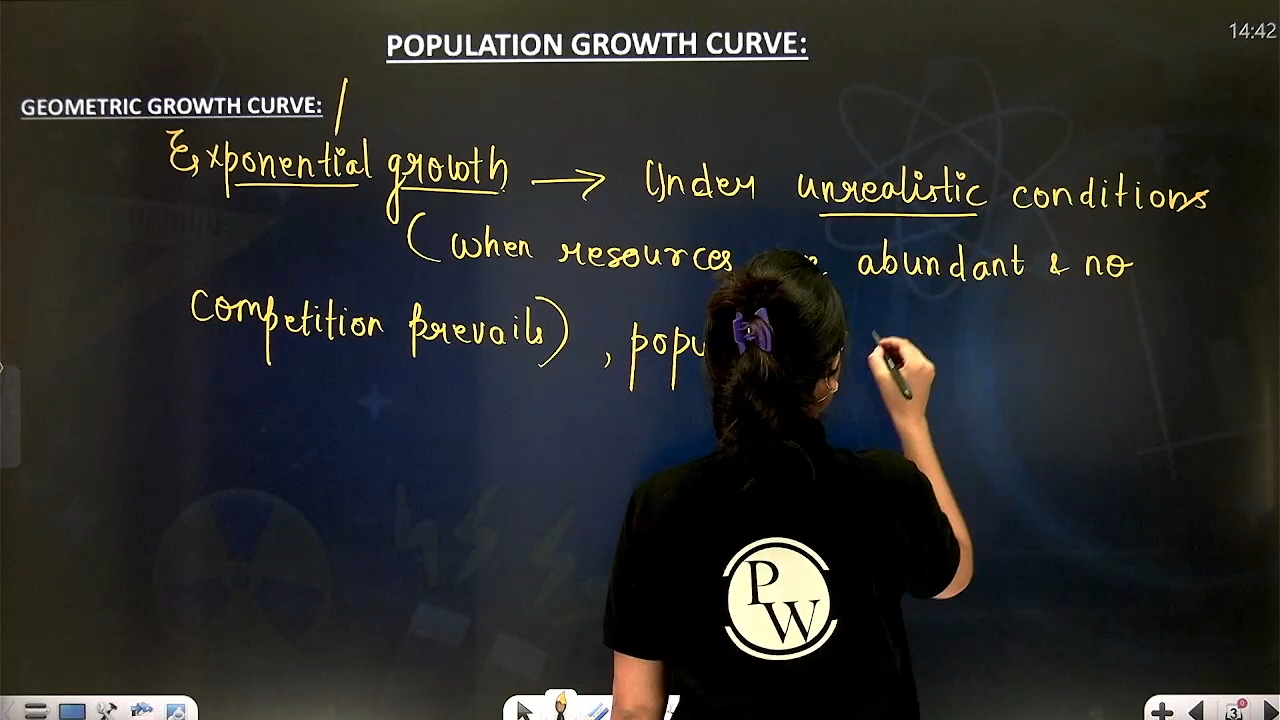 POPULATION GROWTH CURVE:
14:42
GEOMETRIC GROWTH CURVE: /
Exponential growth → Under unrealistic conditions
(when resources abundant & no
competition prevails), popu
P
W
3